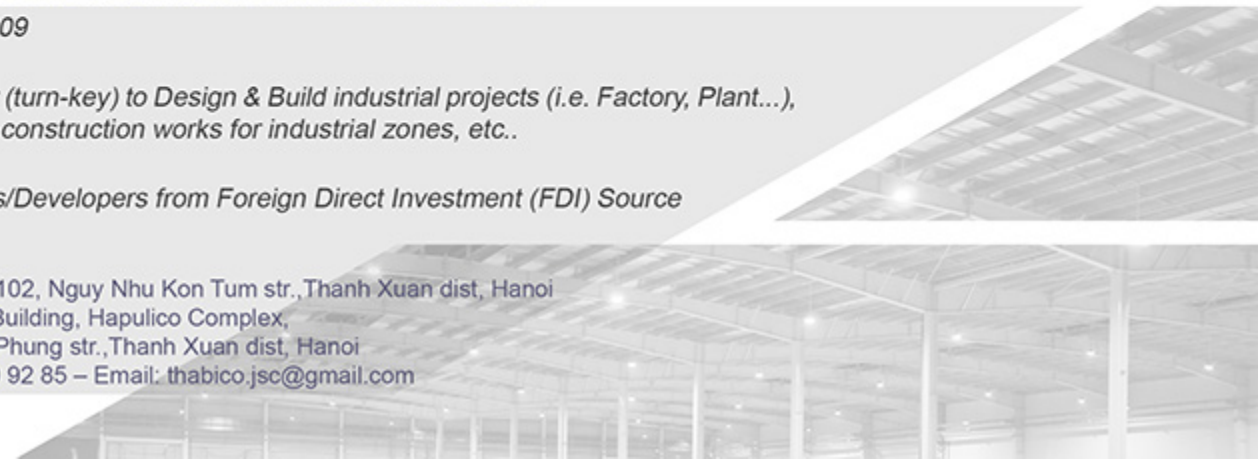 09
(turn-key) to Design & Build industrial projects (i.e. Factory, Plant...),
construction works for industrial zones, etc..
s/Developers from Foreign Direct Investment (FDI) Source
102, Nguy Nhu Kon Tum str.,Thanh Xuan dist, Hanoi
Building, Hapulico Complex,
Phung str.,Thanh Xuan dist, Hanoi
92 85 – Email: thabico.jsc@gmail.com